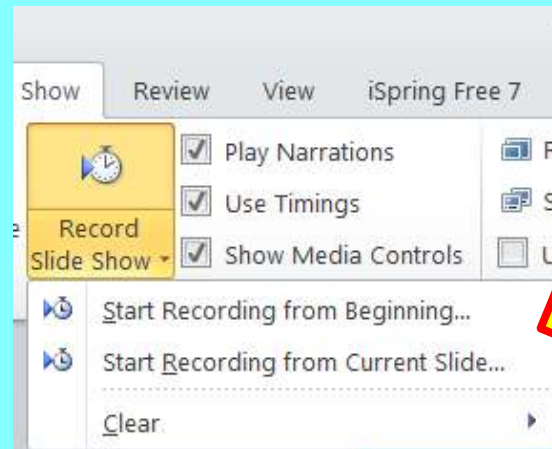 Show Review View iSpring Free 7
Play Narrations
Use Timings
Record
Slide Show
Show Media Controls
Start Recording from Beginning...
Start Recording from Current Slide...
Clear